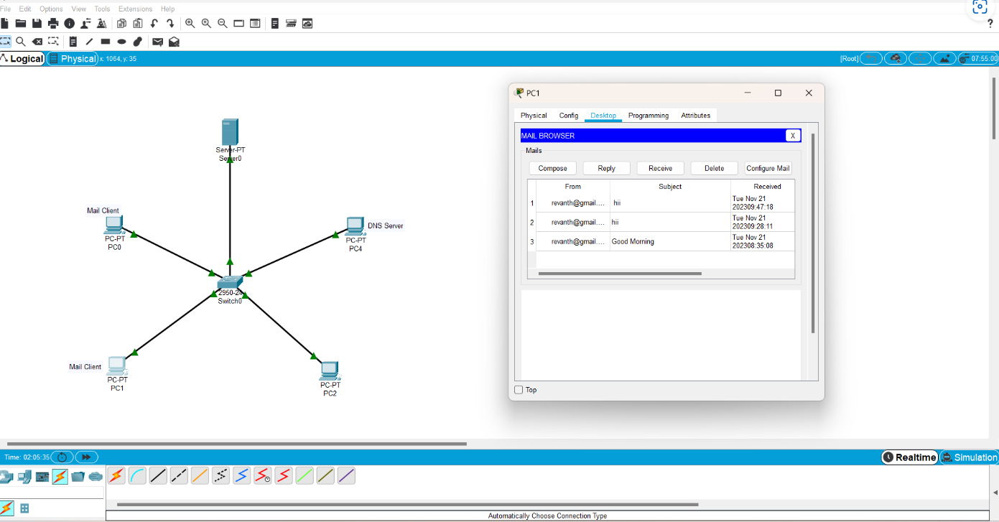 File Edit Options View Tools Extensions Help
?
Logical Physical x: 1064, y: 35 [Root] 07:55:00
PC1
Physical Config Desktop Programming Attributes
MAIL BROWSER X
Mails
Compose Reply Receive Delete Configure Mail
From Subject Received
1 revanth@gmail.... hii Tue Nov 21
202309:47:18
2 revanth@gmail.... hii Tue Nov 21
202309:28:11
3 revanth@gmail.... Good Morning Tue Nov 21
202308:35:08
Top
Server-PT
Server0
Mail Client
PC-PT
PC0
DNS Server
PC-PT
PC4
2950-24
Switch0
Mail Client
PC-PT
PC1
PC-PT
PC2
Time: 02:05:35 Realtime Simulation
Automatically Choose Connection Type